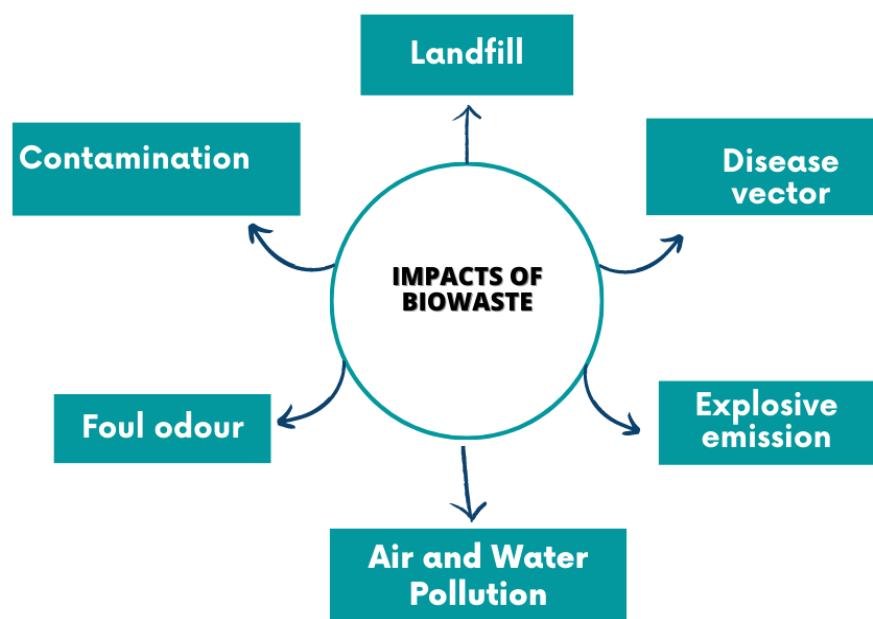 Landfill
Contamination
Disease
vector
IMPACTS OF
BIOWASTE
Foul odour
Explosive
emission
Air and Water
Pollution